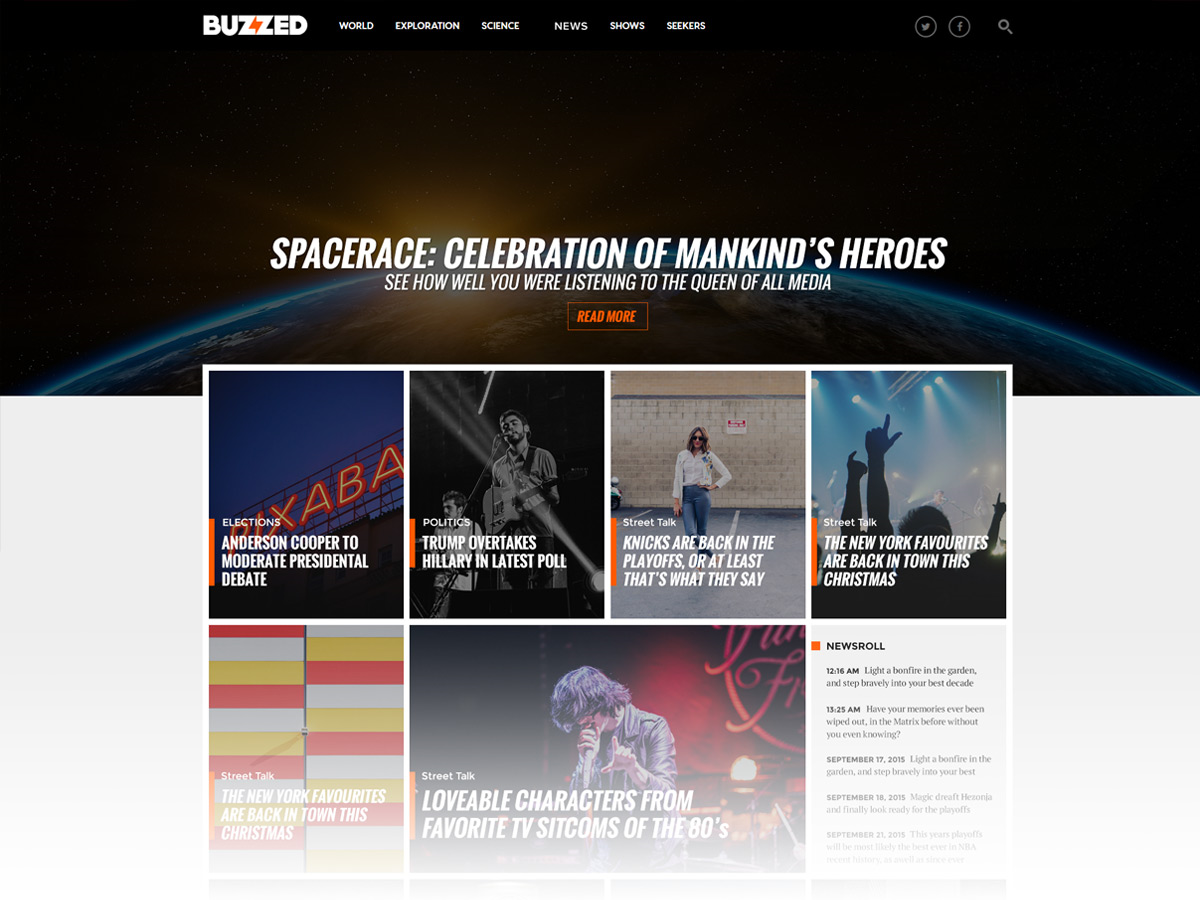 BUZZED
WORLD EXPLORATION SCIENCE NEWS SHOWS SEEKERS
SPACERACE: CELEBRATION OF MANKIND'S HEROES
SEE HOW WELL YOU WERE LISTENING TO THE QUEEN OF ALL MEDIA
READ MORE
PIXABA
ELECTIONS
ANDERSON COOPER TO
MODERATE PRESIDENTAL
DEBATE
POLITICS
TRUMP OVERTAKES
HILLARY IN LATEST POLL
Street Talk
KNICKS ARE BACK IN THE
PLAYOFFS, OR AT LEAST
THAT'S WHAT THEY SAY
Street Talk
THE NEW YORK FAVOURITES
ARE BACK IN TOWN THIS
CHRISTMAS
Street Talk
THE NEW YORK FAVOURITES
ARE BACK IN TOWN THIS
CHRISTMAS
Street Talk
LOVEABLE CHARACTERS FROM
FAVORITE TV SITCOMS OF THE 80's
NEWSROLL
12:16 AM Light a bonfire in the garden,
and step bravely into your best decade
13:25 AM Have your memories ever been
wiped out, in the Matrix before without
you even knowing?
SEPTEMBER 17, 2015 Light a bonfire in the
garden, and step bravely into your best
SEPTEMBER 18, 2015 Magic dreaft Hezonja
and finally look ready for the playoffs
SEPTEMBER 21, 2015 This years playoffs
will be most likely the best ever in NBA
recent history, as awell as since ever